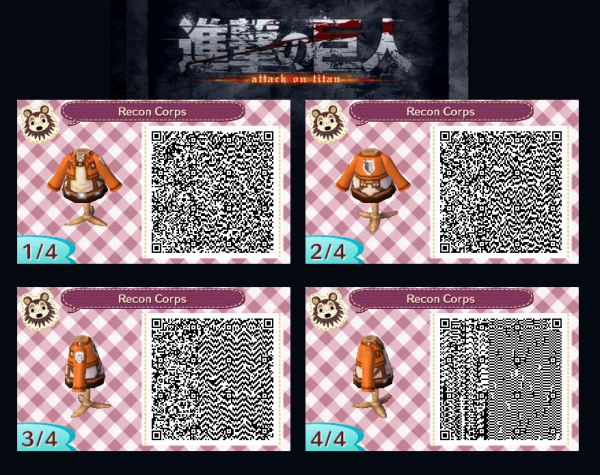 進撃の巨人
attack on titan
Recon Corps
1/4
Recon Corps
2/4
Recon Corps
3/4
Recon Corps
4/4